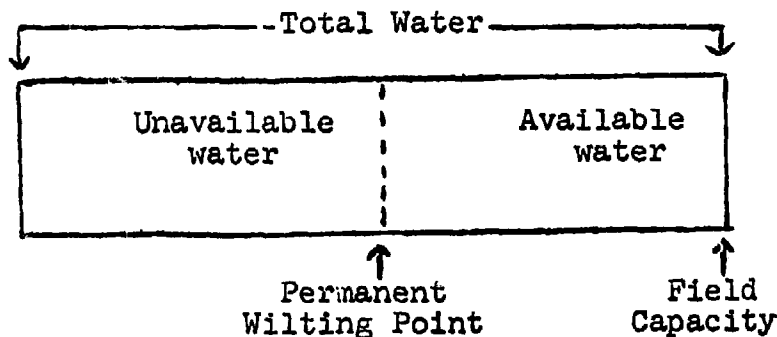 Total Water
Unavailable
water
Available
water
Permanent
Wilting Point
Field
Capacity